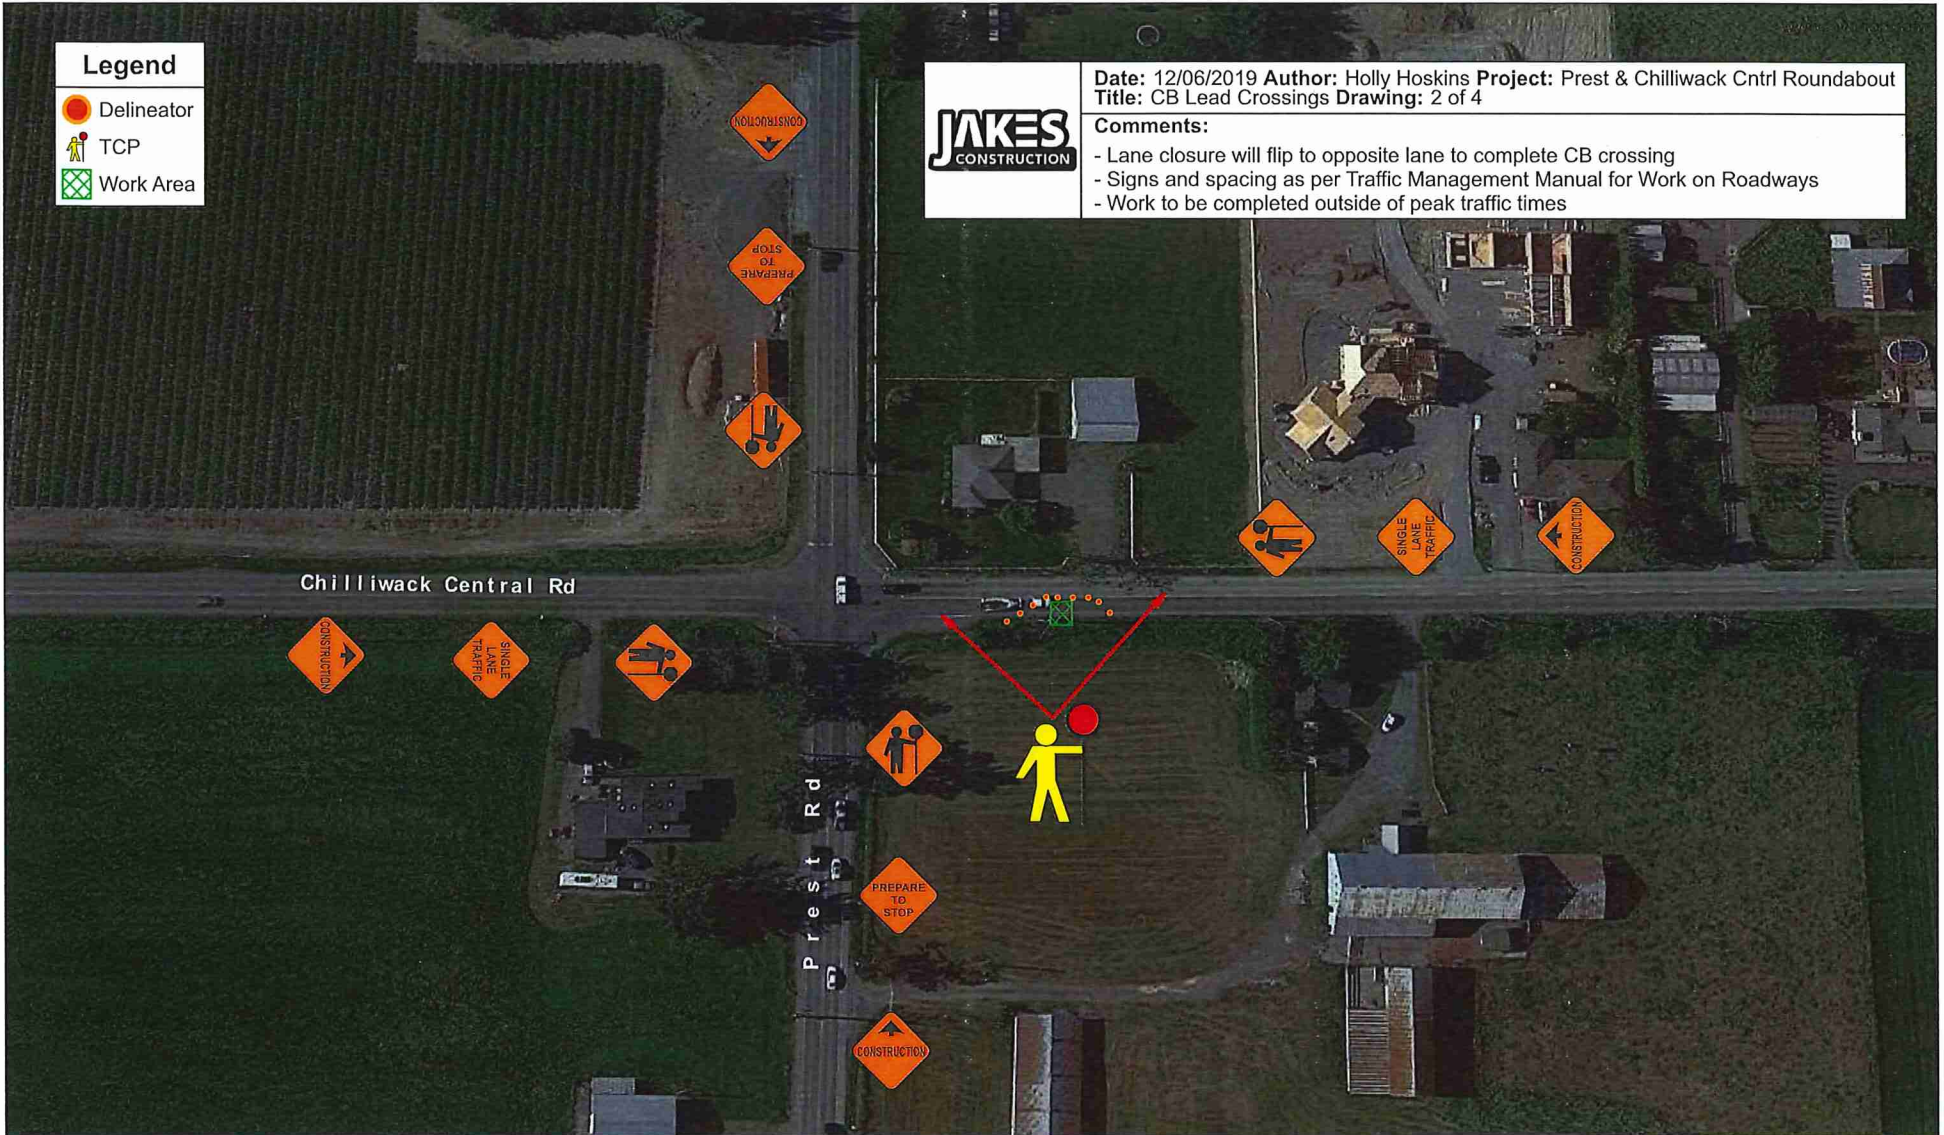 Legend
Delineator
TCP
Work Area
JAKES
CONSTRUCTION
Date: 12/06/2019 Author: Holly Hoskins Project: Prest & Chilliwack Cntrl Roundabout
Title: CB Lead Crossings Drawing: 2 of 4
Comments:
- Lane closure will flip to opposite lane to complete CB crossing
- Signs and spacing as per Traffic Management Manual for Work on Roadways
- Work to be completed outside of peak traffic times
CONSTRUCTION
PREPARE
TO
STOP
SINGLE
LANE
TRAFFIC
CONSTRUCTION
Chilliwack Central Rd
CONSTRUCTION
SINGLE
LANE
TRAFFIC
Prest Rd
PREPARE
TO
STOP
CONSTRUCTION